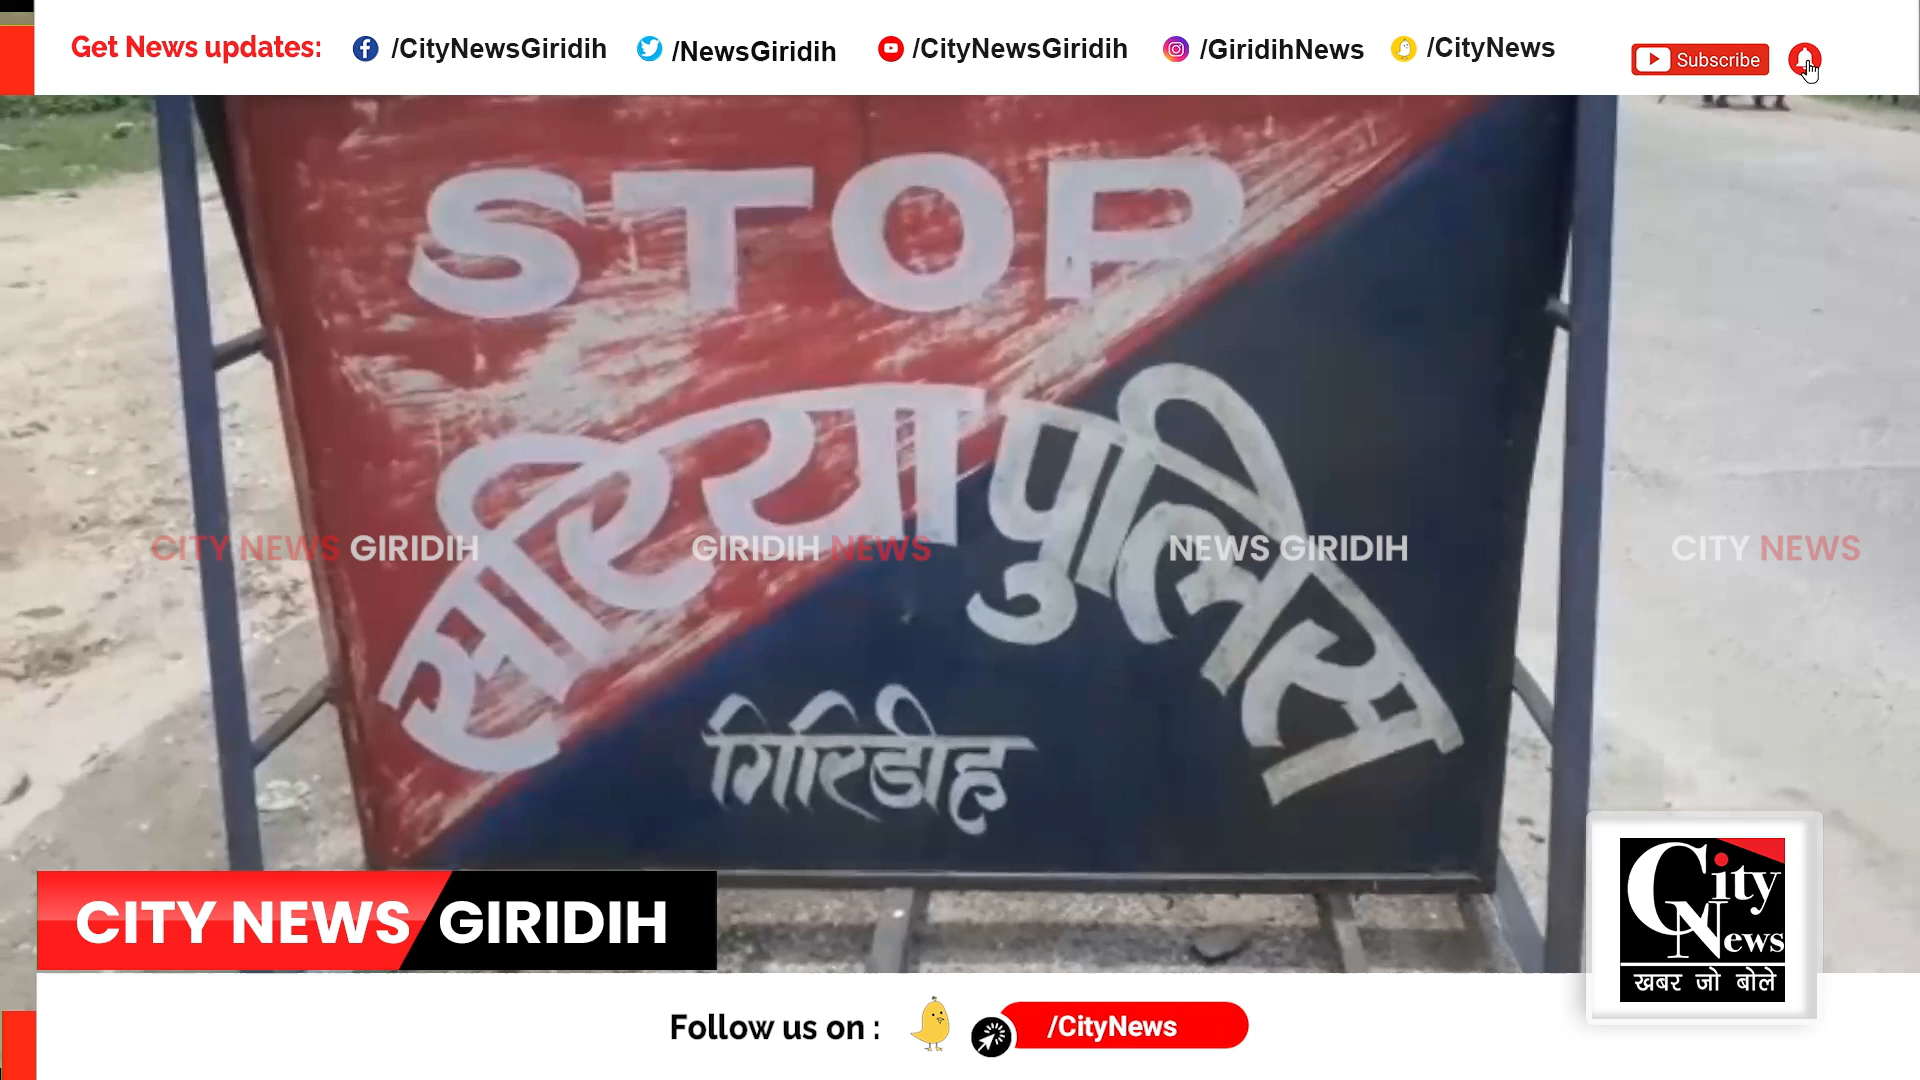 Get News updates: /CityNewsGiridih /NewsGiridih /CityNewsGiridih /GiridihNews /CityNews Subscribe
STOP
सरिया पुलिस
CITY NEWS GIRIDIH GIRIDIH NEWS NEWS GIRIDIH CITY NEWS
गिरिडीह
CITY NEWS GIRIDIH
City
News
खबर जो बोले
Follow us on : /CityNews